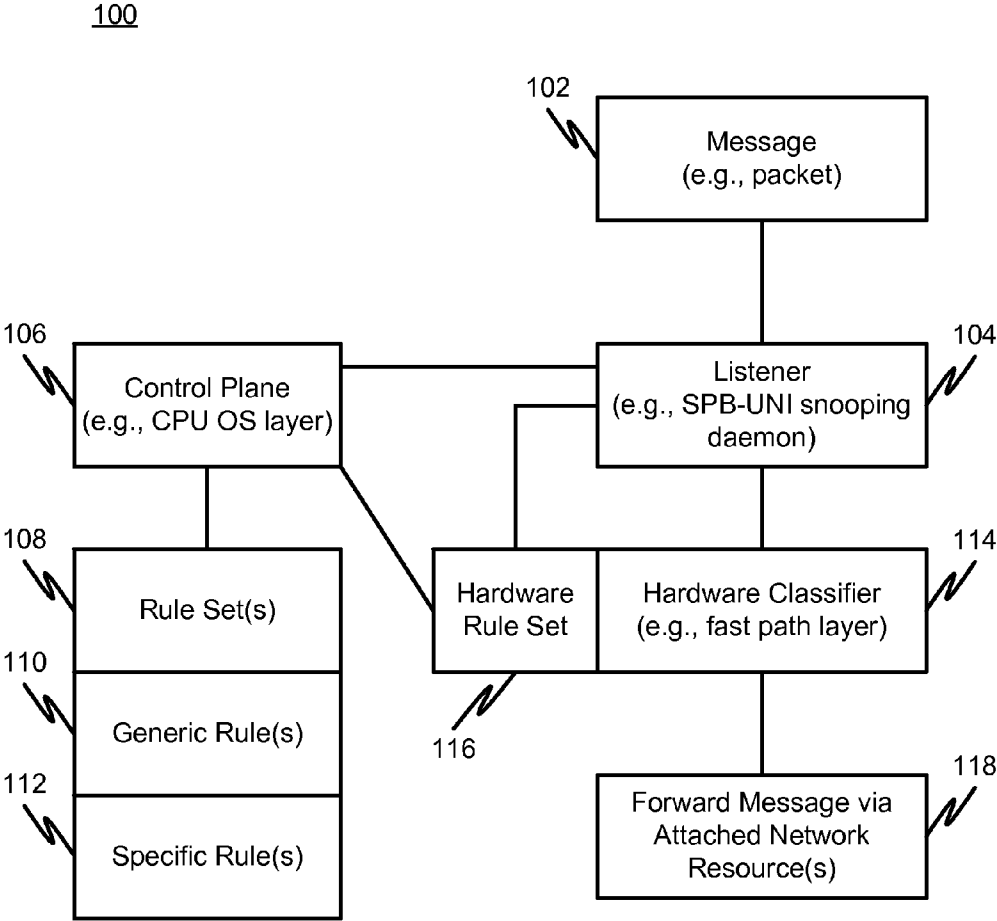 100
102
Message
(e.g., packet)
106
Control Plane
(e.g., CPU OS layer)
104
Listener
(e.g., SPB-UNI snooping
daemon)
108
Rule Set(s)
110
Generic Rule(s)
112
Specific Rule(s)
Hardware
Rule Set
116
114
Hardware Classifier
(e.g., fast path layer)
118
Forward Message via
Attached Network
Resource(s)